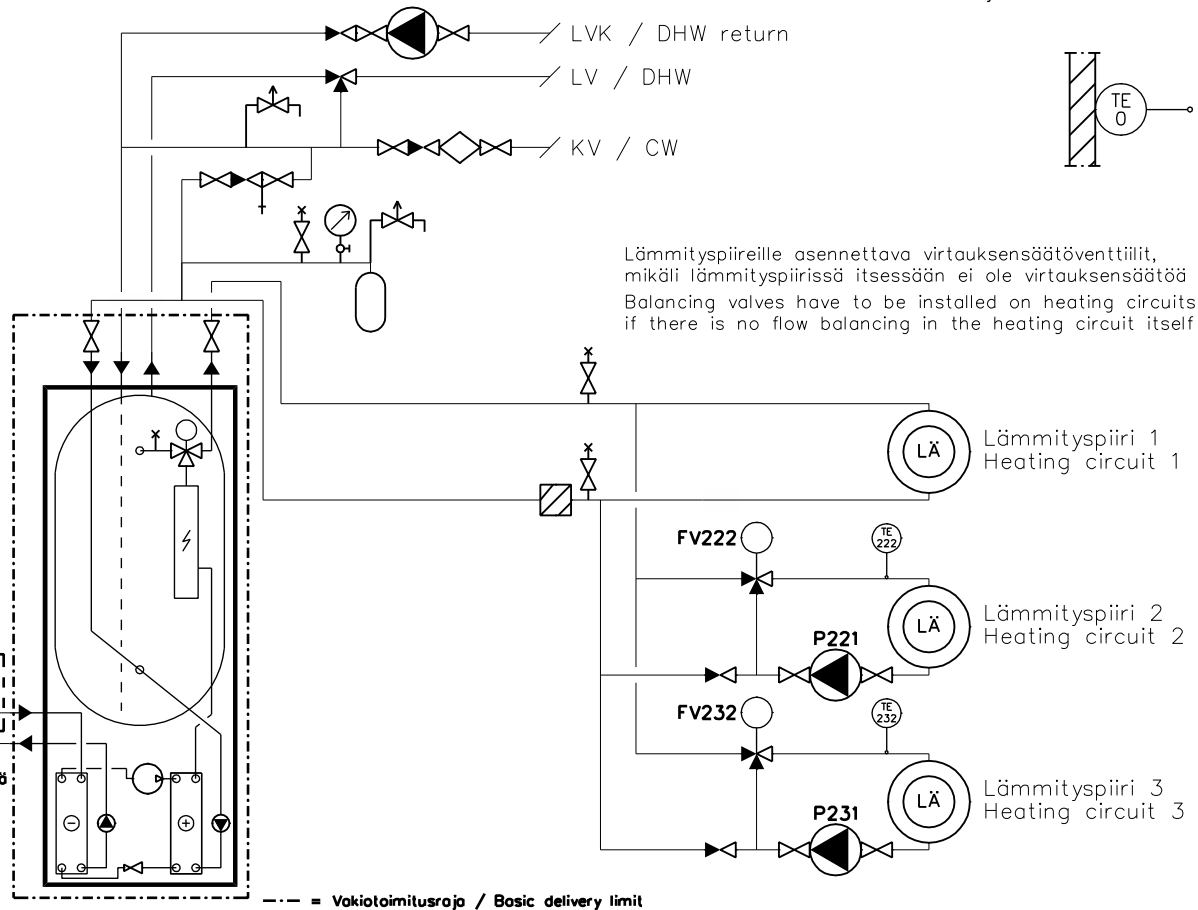 LVK / DHW return
LV / DHW
KV / CW
TE
0
Lämmityspiireille asennettava virtauksensäätöventtiilit,
mikäli lämmityspiirissä itsessään ei ole virtauksensäätöä
Balancing valves have to be installed on heating circuits
if there is no flow balancing in the heating circuit itself
LÄ
Lämmityspiiri 1
Heating circuit 1
FV222
TE
222
LÄ
Lämmityspiiri 2
Heating circuit 2
P221
FV232
TE
232
LÄ
Lämmityspiiri 3
Heating circuit 3
P231
- +
= Vakiotoimitusraja / Basic delivery limit